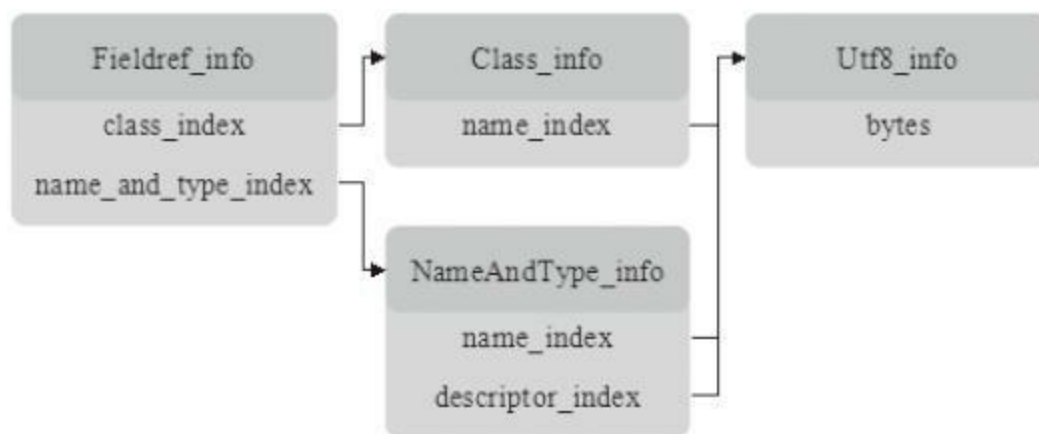 Fieldref_info
class_index
name_and_type_index
Class_info
name_index
NameAndType_info
name_index
descriptor_index
Utf8_info
bytes